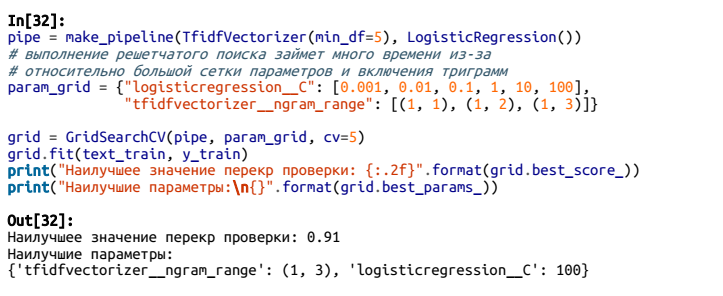 In[32]:
pipe = make_pipeline(TfidfVectorizer(min_df=5), LogisticRegression())
# выполнение решетчатого поиска займет много времени из-за
# относительно большой сетки параметров и включения триграмм
param_grid = {"logisticregression__C": [0.001, 0.01, 0.1, 1, 10, 100],
"tfidfvectorizer__ngram_range": [(1, 1), (1, 2), (1, 3)]}
grid = GridSearchCV(pipe, param_grid, cv=5)
grid.fit(text_train, y_train)
print("Наилучшее значение перекр проверки: {:.2f}".format(grid.best_score_))
print("Наилучшие параметры:\n{}".format(grid.best_params_))
Out[32]:
Наилучшее значение перекр проверки: 0.91
Наилучшие параметры:
{'tfidfvectorizer__ngram_range': (1, 3), 'logisticregression__C': 100}